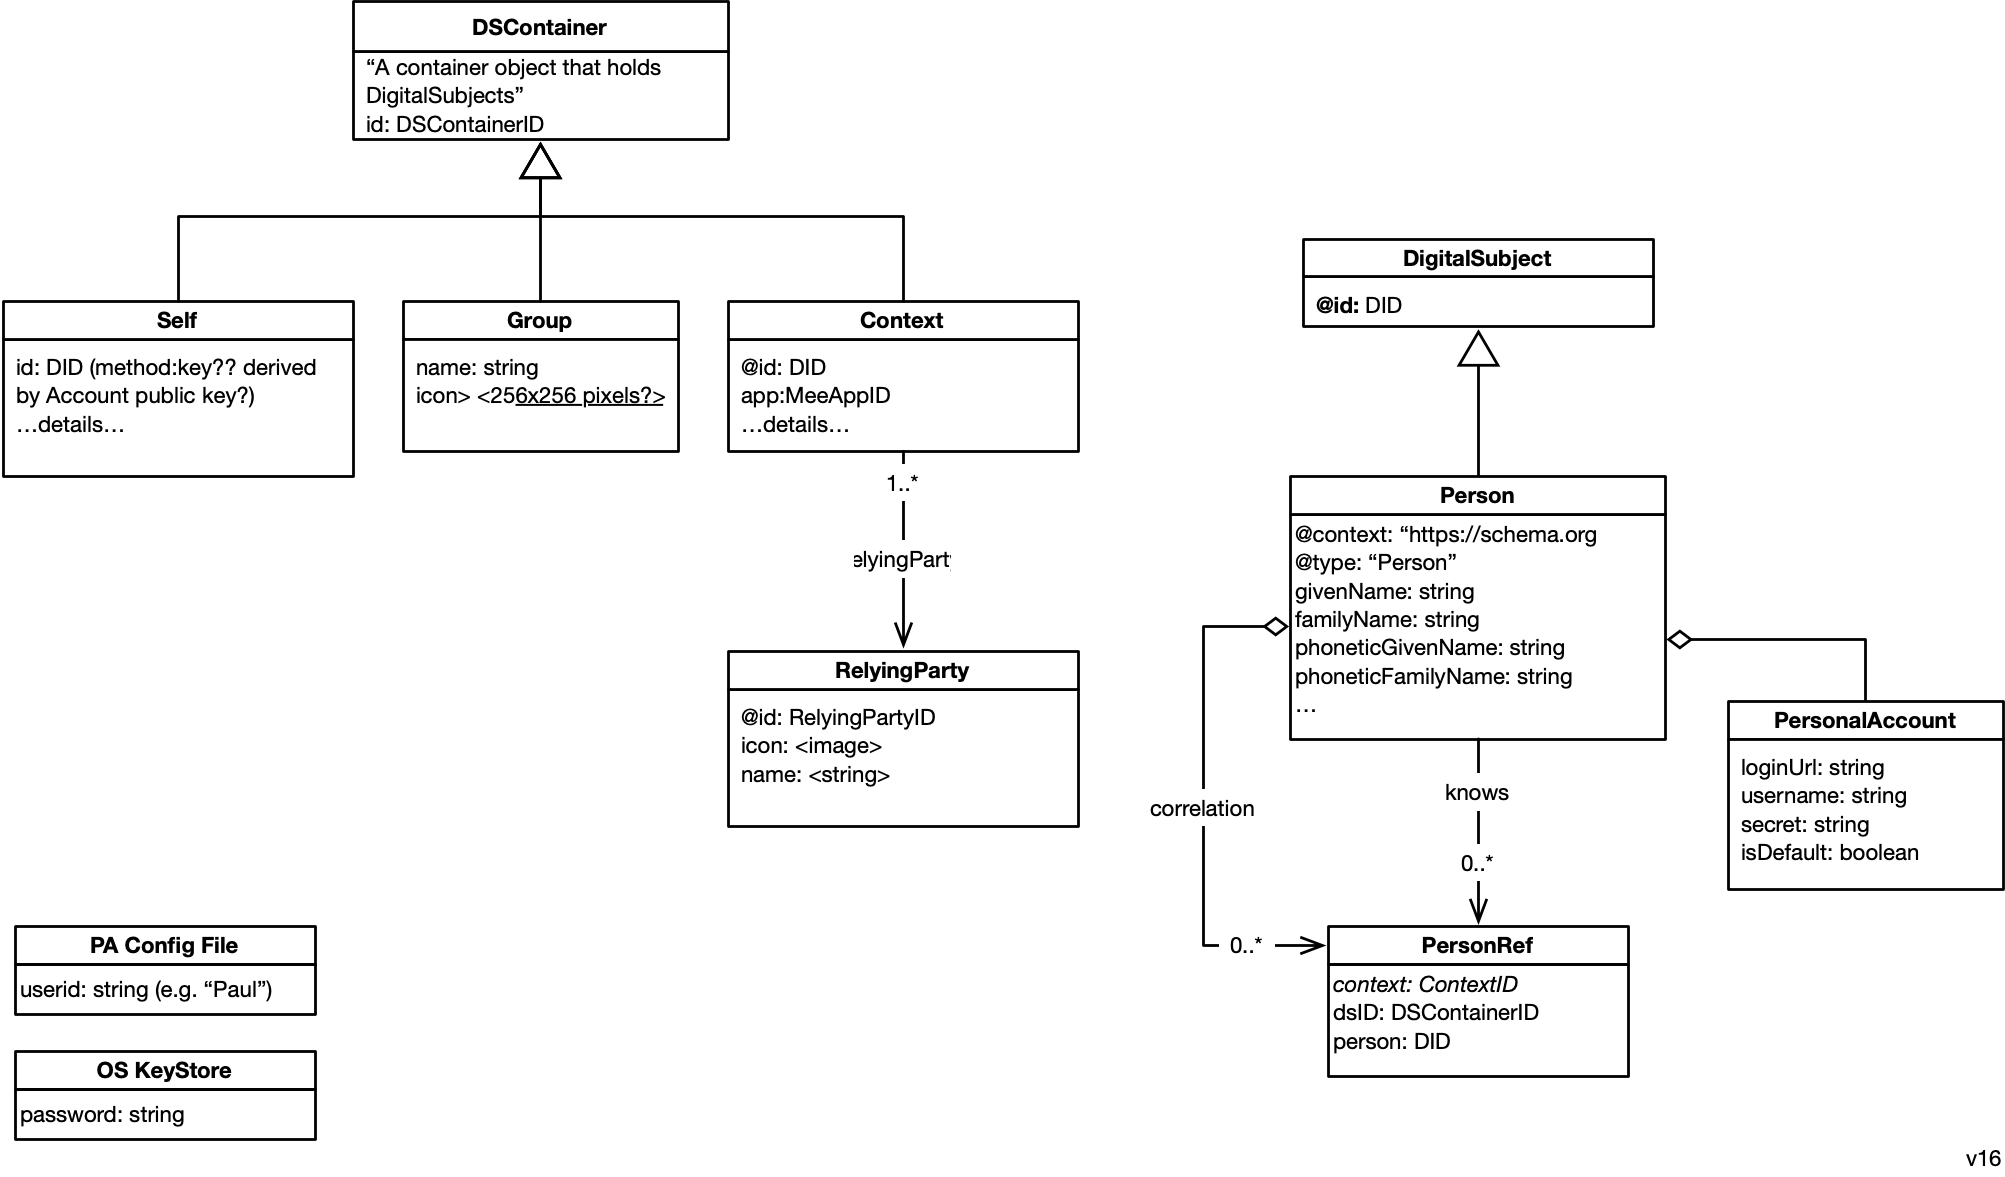 DSContainer
“A container object that holds
DigitalSubjects”
id: DSContainerID
Self
id: DID (method:key?? derived
by Account public key?)
…details…
Group
name: string
icon> <256x256 pixels?>
Context
@id: DID
app:MeeAppID
…details…
1..*
elyingPart
RelyingParty
@id: RelyingPartyID
icon: <image>
name: <string>
DigitalSubject
@id: DID
Person
@context: “https://schema.org
@type: “Person”
givenName: string
familyName: string
phoneticGivenName: string
phoneticFamilyName: string
…
PersonalAccount
loginUrl: string
username: string
secret: string
isDefault: boolean
correlation
0..*
knows
0..*
PersonRef
context: ContextID
dsID: DSContainerID
person: DID
PA Config File
userid: string (e.g. “Paul”)
OS KeyStore
password: string
v16